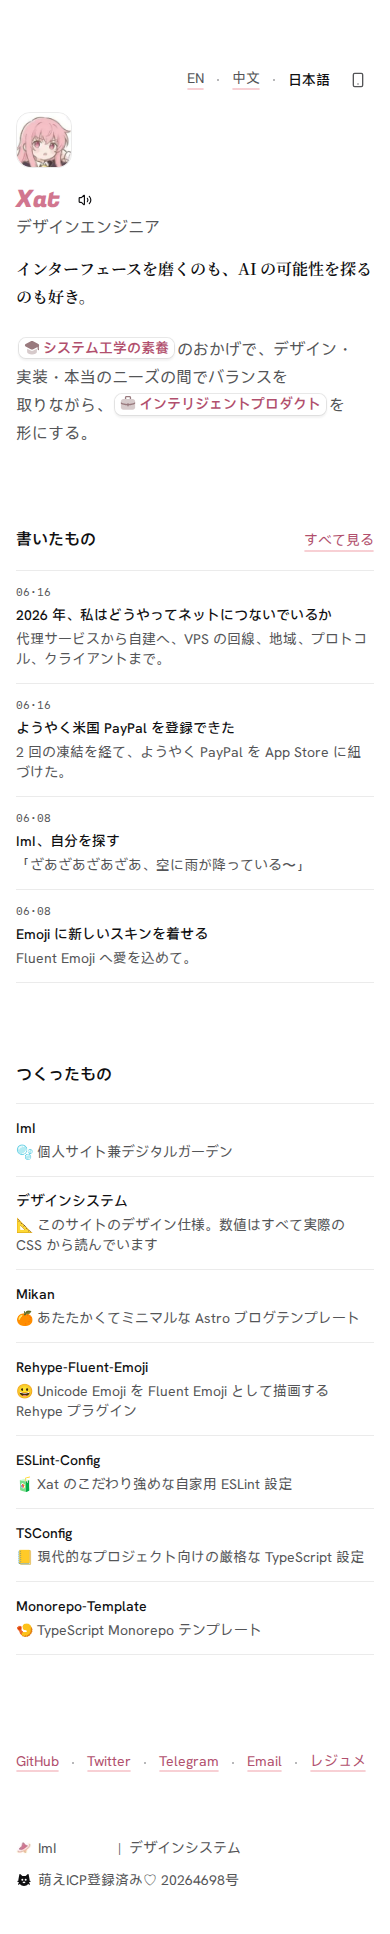 EN · 中文 · 日本語
Xat
デザインエンジニア
インターフェースを磨くのも、AI の可能性を探る
のも好き。
🎓 システム工学の素養 のおかげで、デザイン・
実装・本当のニーズの間でバランスを
取りながら、 💼 インテリジェントプロダクト を
形にする。
書いたもの すべて見る
06·16
2026 年、私はどうやってネットにつないでいるか
代理サービスから自建へ、VPS の回線、地域、プロトコ
ル、クライアントまで。
06·16
ようやく米国 PayPal を登録できた
2 回の凍結を経て、ようやく PayPal を App Store に紐
づけた。
06·08
Iml、自分を探す
「ざあざあざあざあ、空に雨が降っている〜」
06·08
Emoji に新しいスキンを着せる
Fluent Emoji へ愛を込めて。
つくったもの
Iml
🫧 個人サイト兼デジタルガーデン
デザインシステム
📐 このサイトのデザイン仕様。数値はすべて実際の
CSS から読んでいます
Mikan
🍊 あたたかくてミニマルな Astro ブログテンプレート
Rehype-Fluent-Emoji
😀 Unicode Emoji を Fluent Emoji として描画する
Rehype プラグイン
ESLint-Config
🧃 Xat のこだわり強めな自家用 ESLint 設定
TSConfig
📒 現代的なプロジェクト向けの厳格な TypeScript 設定
Monorepo-Template
🍤 TypeScript Monorepo テンプレート
GitHub · Twitter · Telegram · Email · レジュメ
Iml | デザインシステム
萌えICP登録済み♡ 20264698号